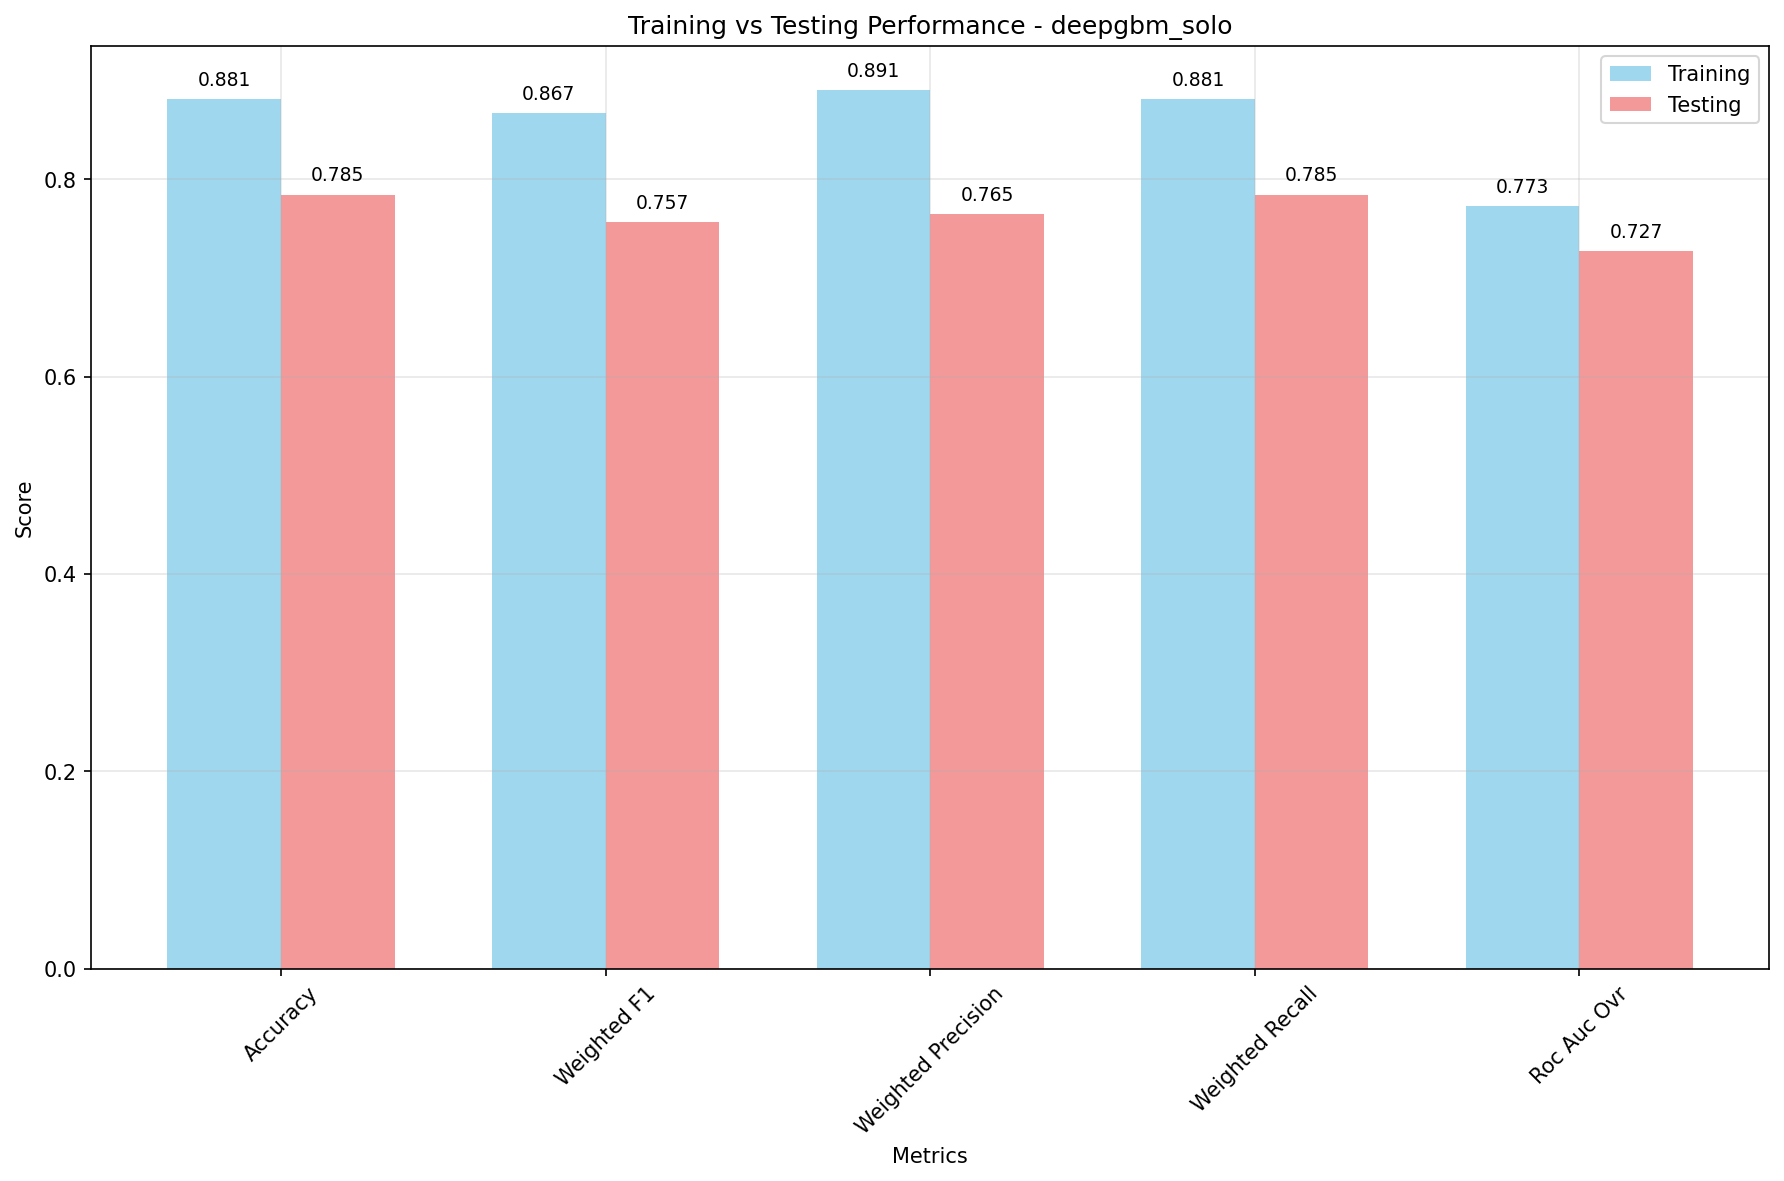 Training vs Testing Performance - deepgbm_solo
Training
Testing
0.881
0.785
0.867
0.757
0.891
0.765
0.881
0.785
0.773
0.727
0.8
0.6
0.4
0.2
0.0
Score
Accuracy
Weighted F1
Weighted Precision
Weighted Recall
Roc Auc Ovr
Metrics